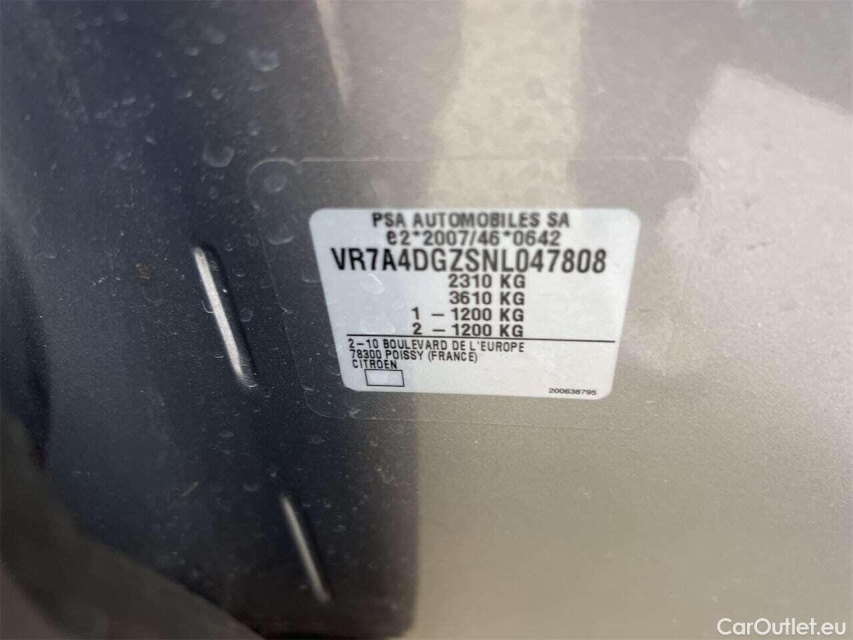 PSA AUTOMOBILES SA
e2*2007/46*0642
VR7A4DGZSNL047808
2310 KG
3610 KG
1 – 1200 KG
2 – 1200 KG
2–10 BOULEVARD DE L'EUROPE
78300 POISSY (FRANCE)
CITROEN
200638795
CarOutlet.eu